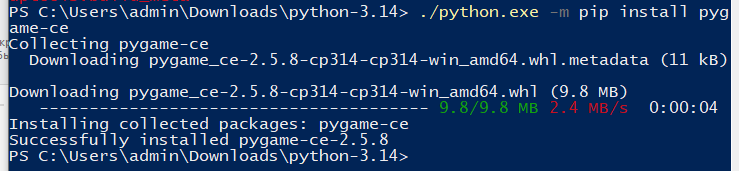 PS C:\Users\admin\Downloads\python-3.14> ./python.exe -m pip install pyg
ame-ce
Collecting pygame-ce
  Downloading pygame_ce-2.5.8-cp314-cp314-win_amd64.whl.metadata (11 kB)
Downloading pygame_ce-2.5.8-cp314-cp314-win_amd64.whl (9.8 MB)
   ---------------------------------------- 9.8/9.8 MB 2.4 MB/s  0:00:04
Installing collected packages: pygame-ce
Successfully installed pygame-ce-2.5.8
PS C:\Users\admin\Downloads\python-3.14>